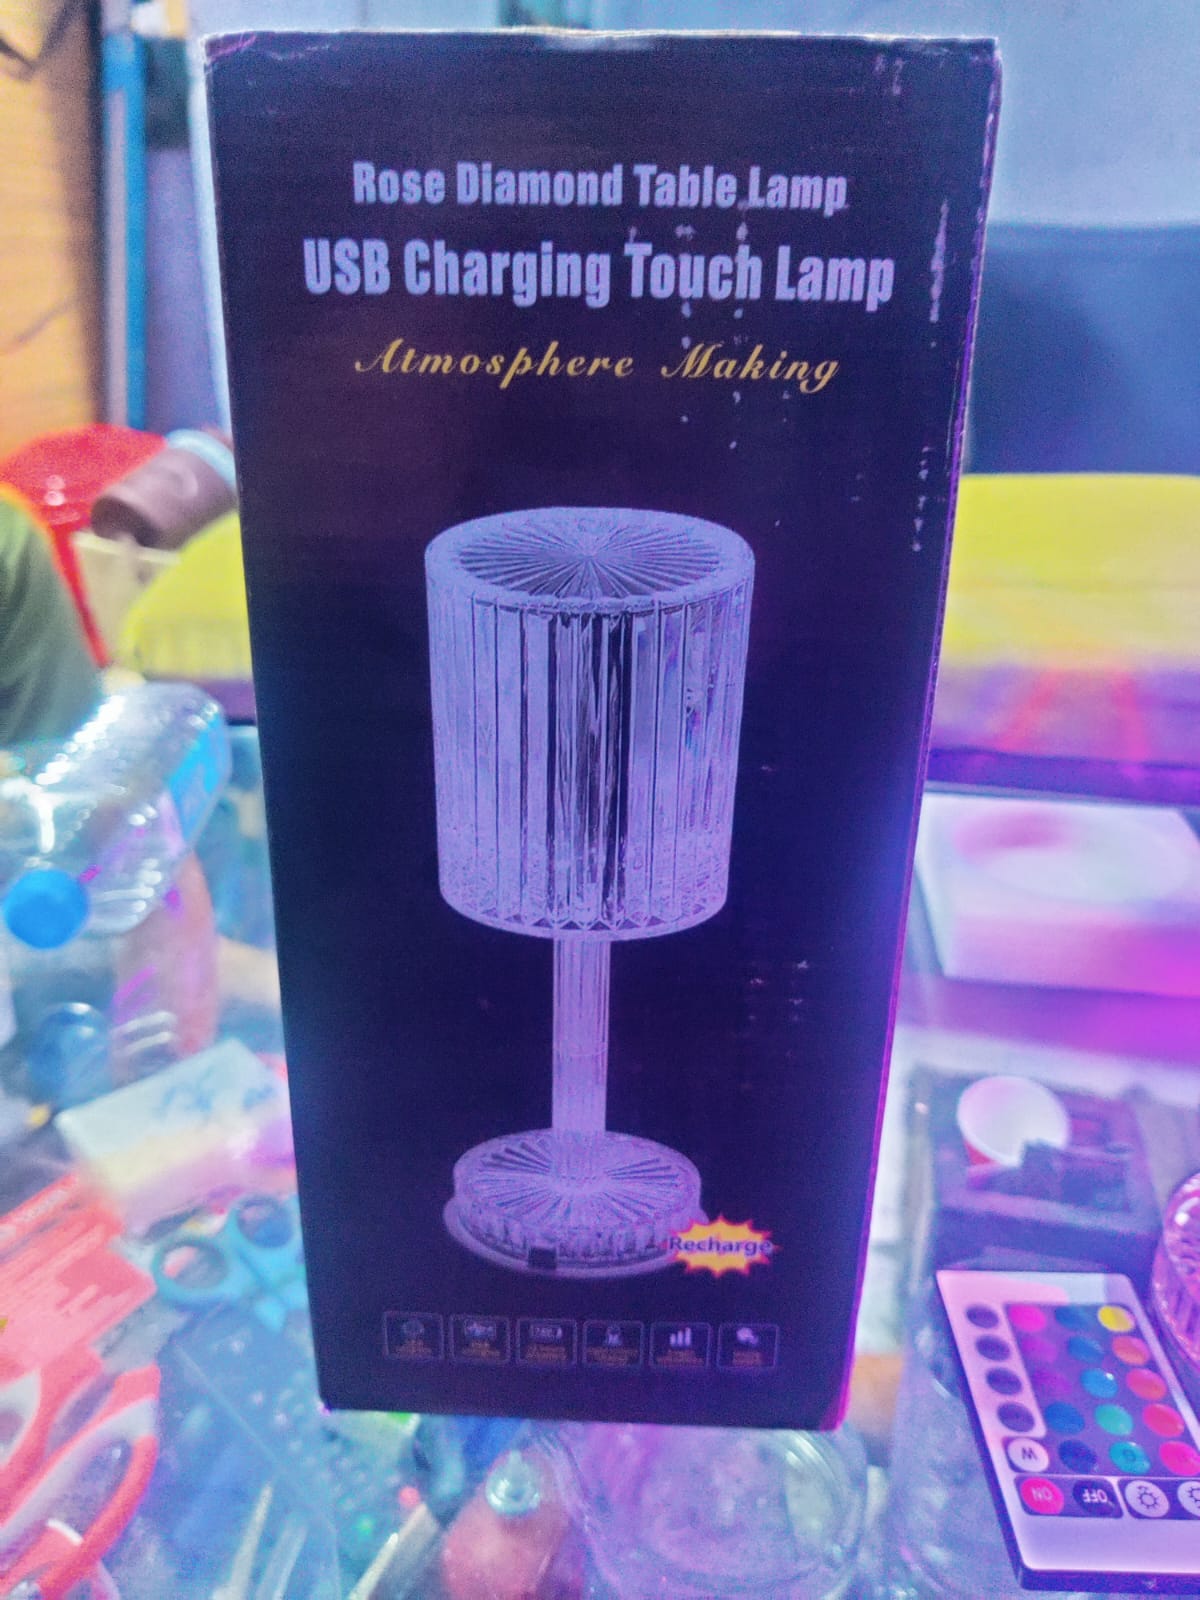 Rose Diamond Table Lamp
USB Charging Touch Lamp
Atmosphere Making
Recharge
W
ON
OFF